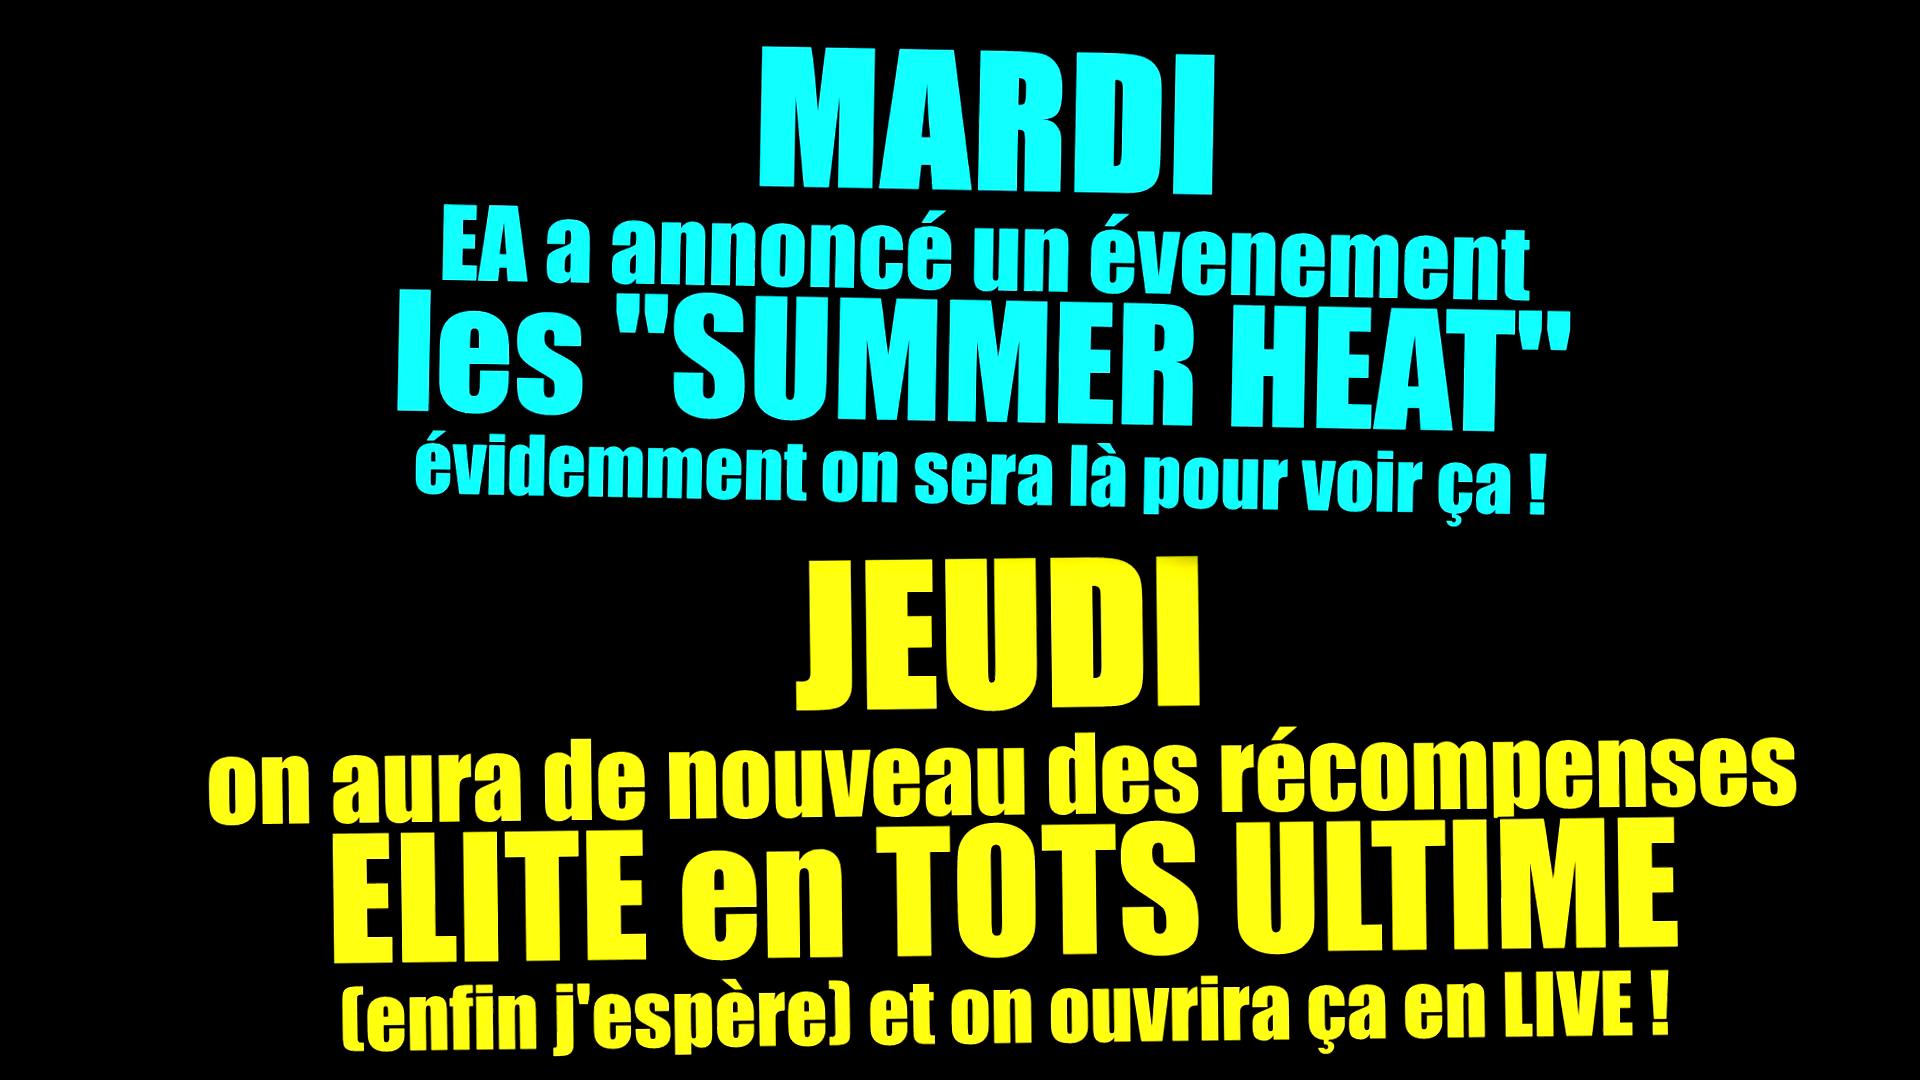 MARDI
EA a annoncé un évenement
les "SUMMER HEAT"
évidemment on sera là pour voir ça !
JEUDI
on aura de nouveau des récompenses
ELITE en TOTS ULTIME
(enfin j'espère) et on ouvrira ça en LIVE !